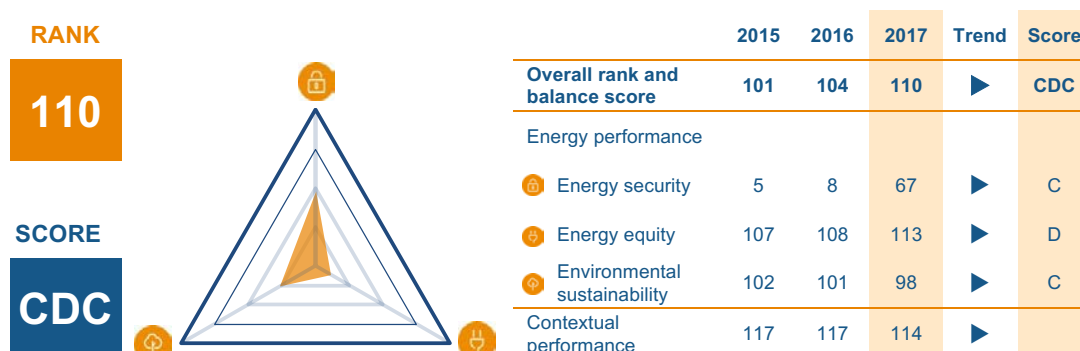 RANK
110
SCORE
CDC
2015 2016 2017 Trend Score
Overall rank and
balance score 101 104 110 CDC
Energy performance
Energy security 5 8 67 C
Energy equity 107 108 113 D
Environmental
sustainability 102 101 98 C
Contextual
performance 117 117 114